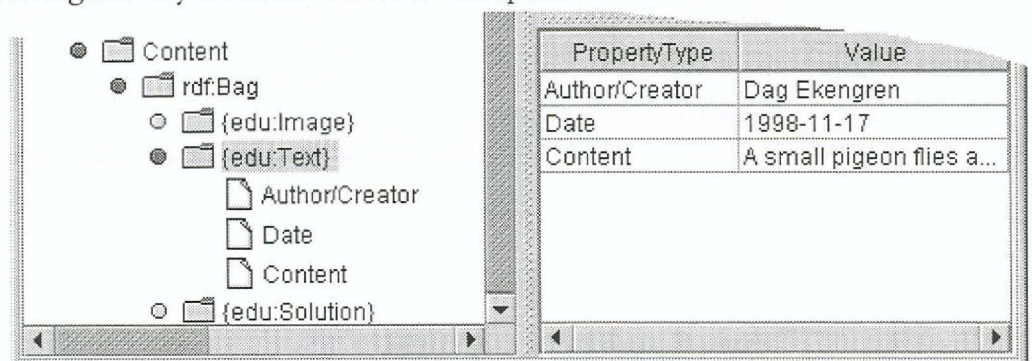 Content
rdf:Bag
{edu:Image}
{edu:Text}
Author/Creator
Date
Content
{edu:Solution}
PropertyType Value
Author/Creator Dag Ekengren
Date 1998-11-17
Content A small pigeon flies a...